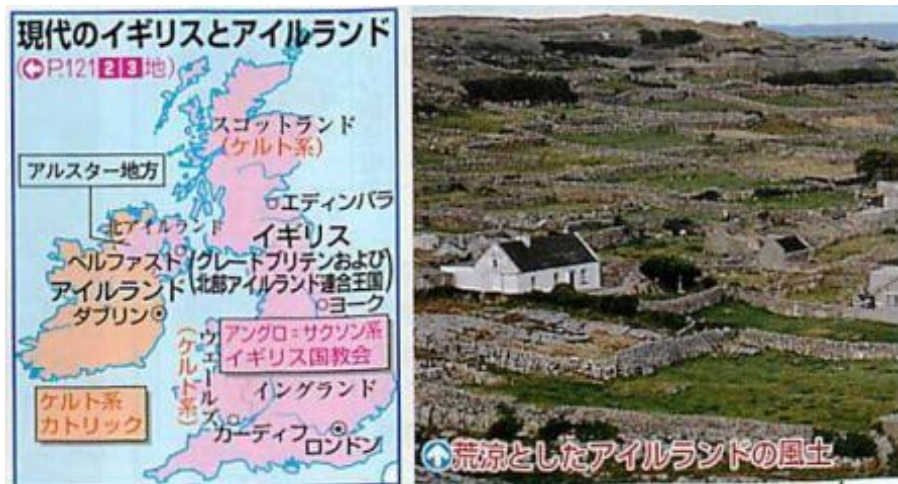 現代のイギリスとアイルランド
(←P.121 2 3 地)
スコットランド
(ケルト系)
アルスター地方
エディンバラ
北アイルランド
イギリス
ベルファスト
(グレートブリテンおよび
北部アイルランド連合王国)
アイルランド
ヨーク
ダブリン
アングロ=サクソン系
イギリス国教会
ウェールズ
(ケルト系)
イングランド
ケルト系
カトリック
カーディフ
ロンドン
↑荒涼としたアイルランドの風土